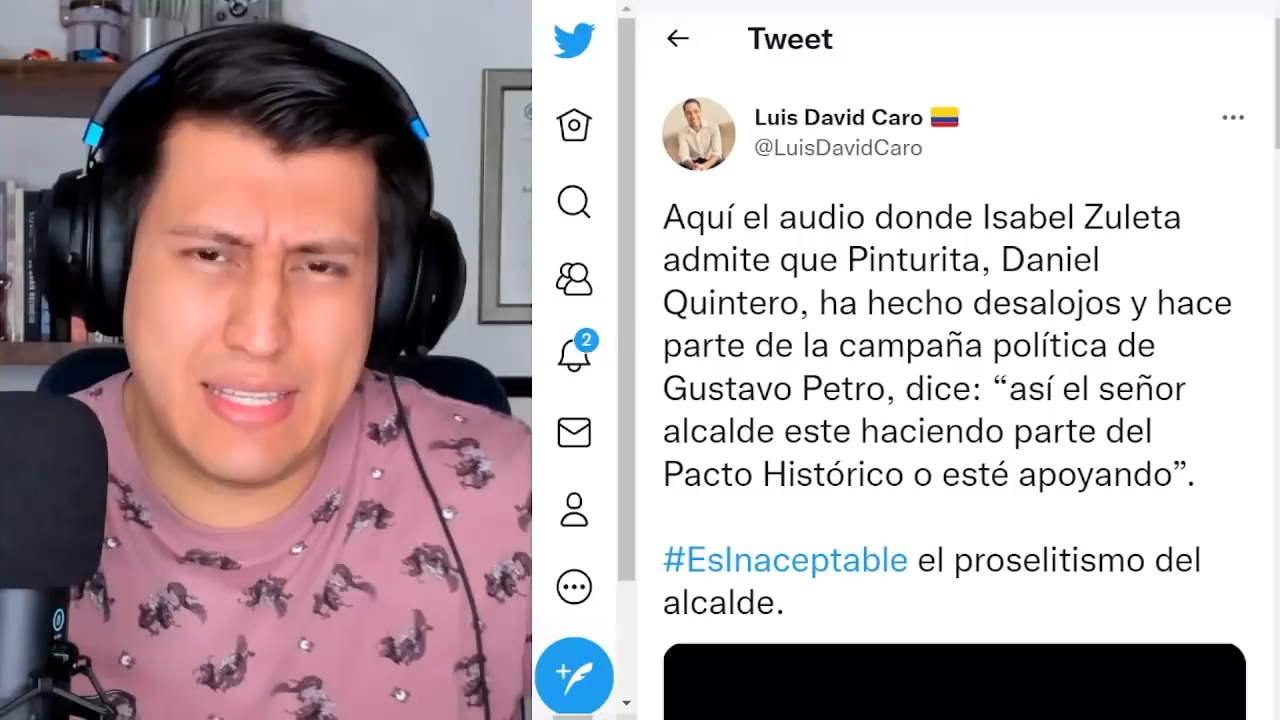 Tweet
Luis David Caro
@LuisDavidCaro
Aquí el audio donde Isabel Zuleta
admite que Pinturita, Daniel
Quintero, ha hecho desalojos y hace
parte de la campaña política de
Gustavo Petro, dice: “así el señor
alcalde este haciendo parte del
Pacto Histórico o esté apoyando”.
#EsInaceptable el proselitismo del
alcalde.
2